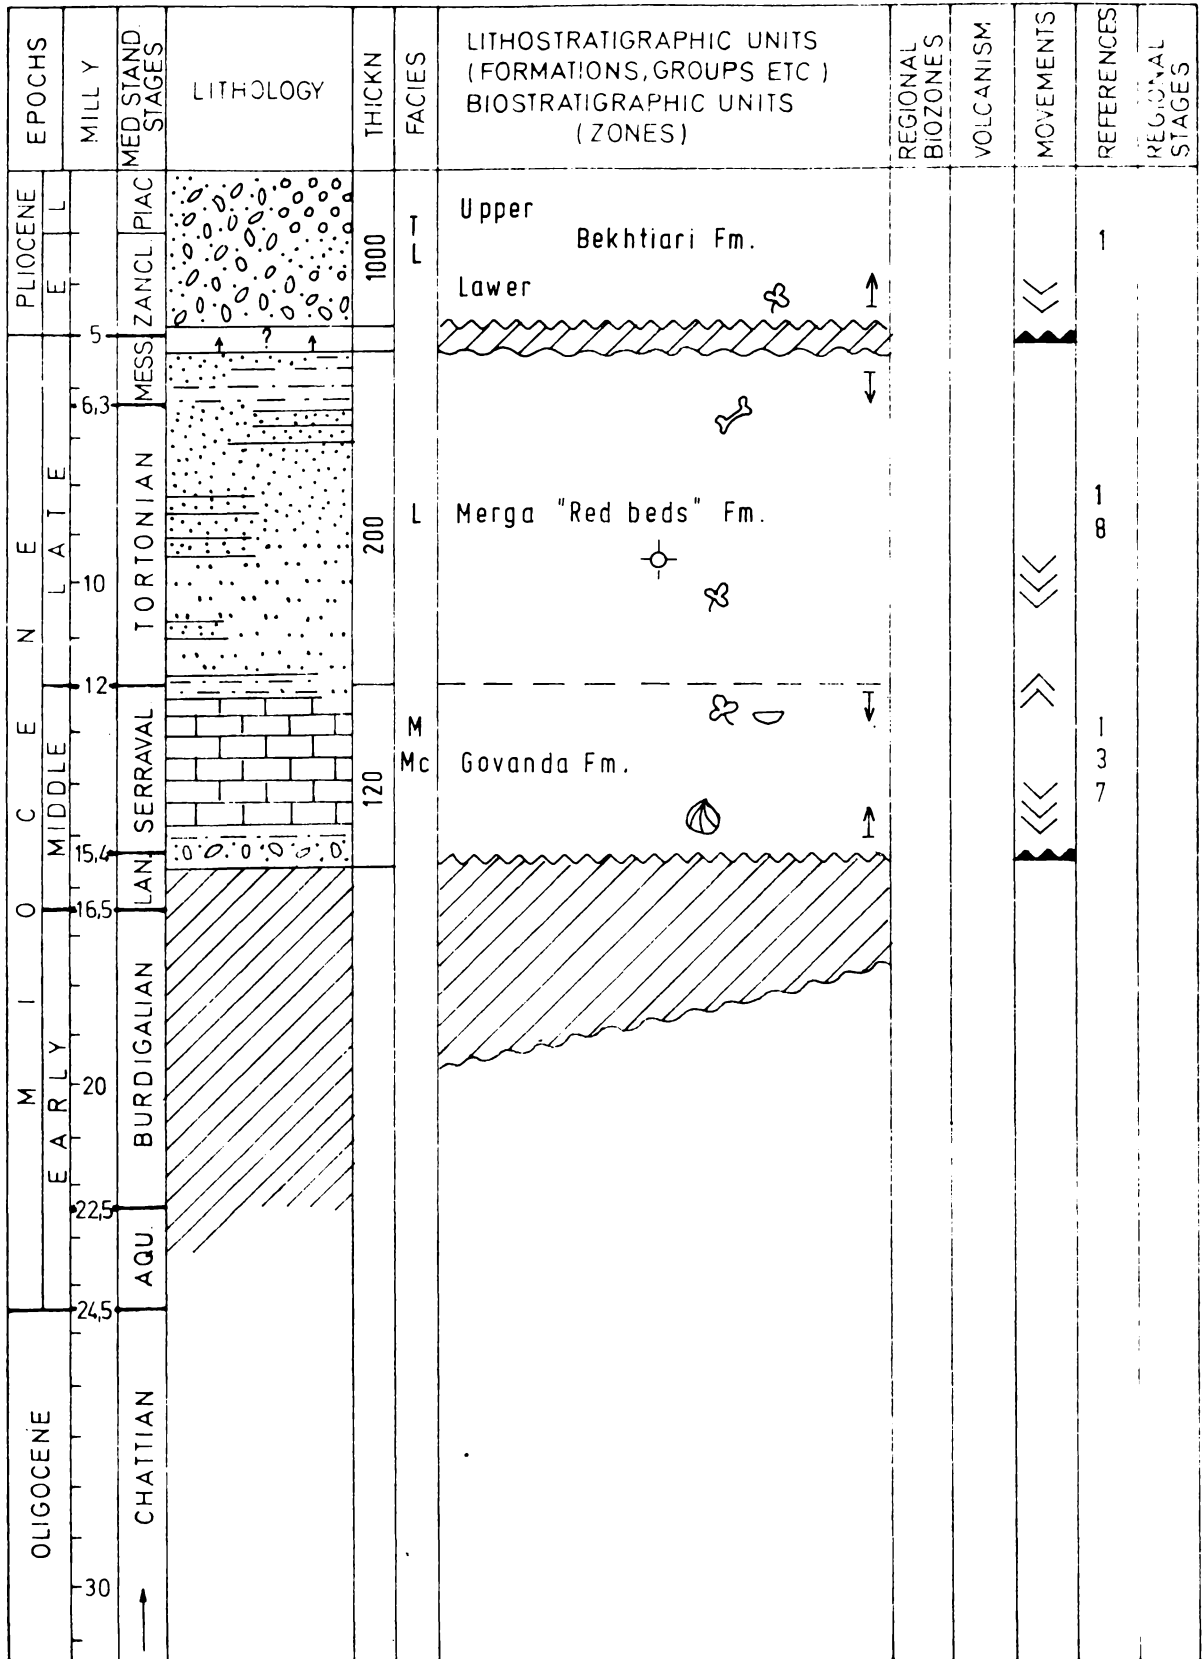 EPOCHS
MILL Y
MED STAND.
STAGES
LITHOLOGY
THICKN
FACIES
LITHOSTRATIGRAPHIC UNITS
(FORMATIONS, GROUPS ETC )
BIOSTRATIGRAPHIC UNITS
(ZONES)
REGIONAL
BIOZONES
VOLCANISM
MOVEMENTS
REFERENCES
REGIONAL
STAGES
PLIOCENE
E L
PIAC
ZANCL.
1000
T
L
Upper
Bekhtiari Fm.
Lawer
1
5
?
MIOCENE
LATE
MESS
6,3
TORTONIAN
10
200
L
Merga "Red beds" Fm.
1
8
12
MIDDLE
SERRAVAL
120
M
Mc
Govanda Fm.
1
3
7
15,4
LAN
16,5
EARLY
BURDIGALIAN
20
22,5
AQU.
24,5
OLIGOCENE
CHATTIAN
30